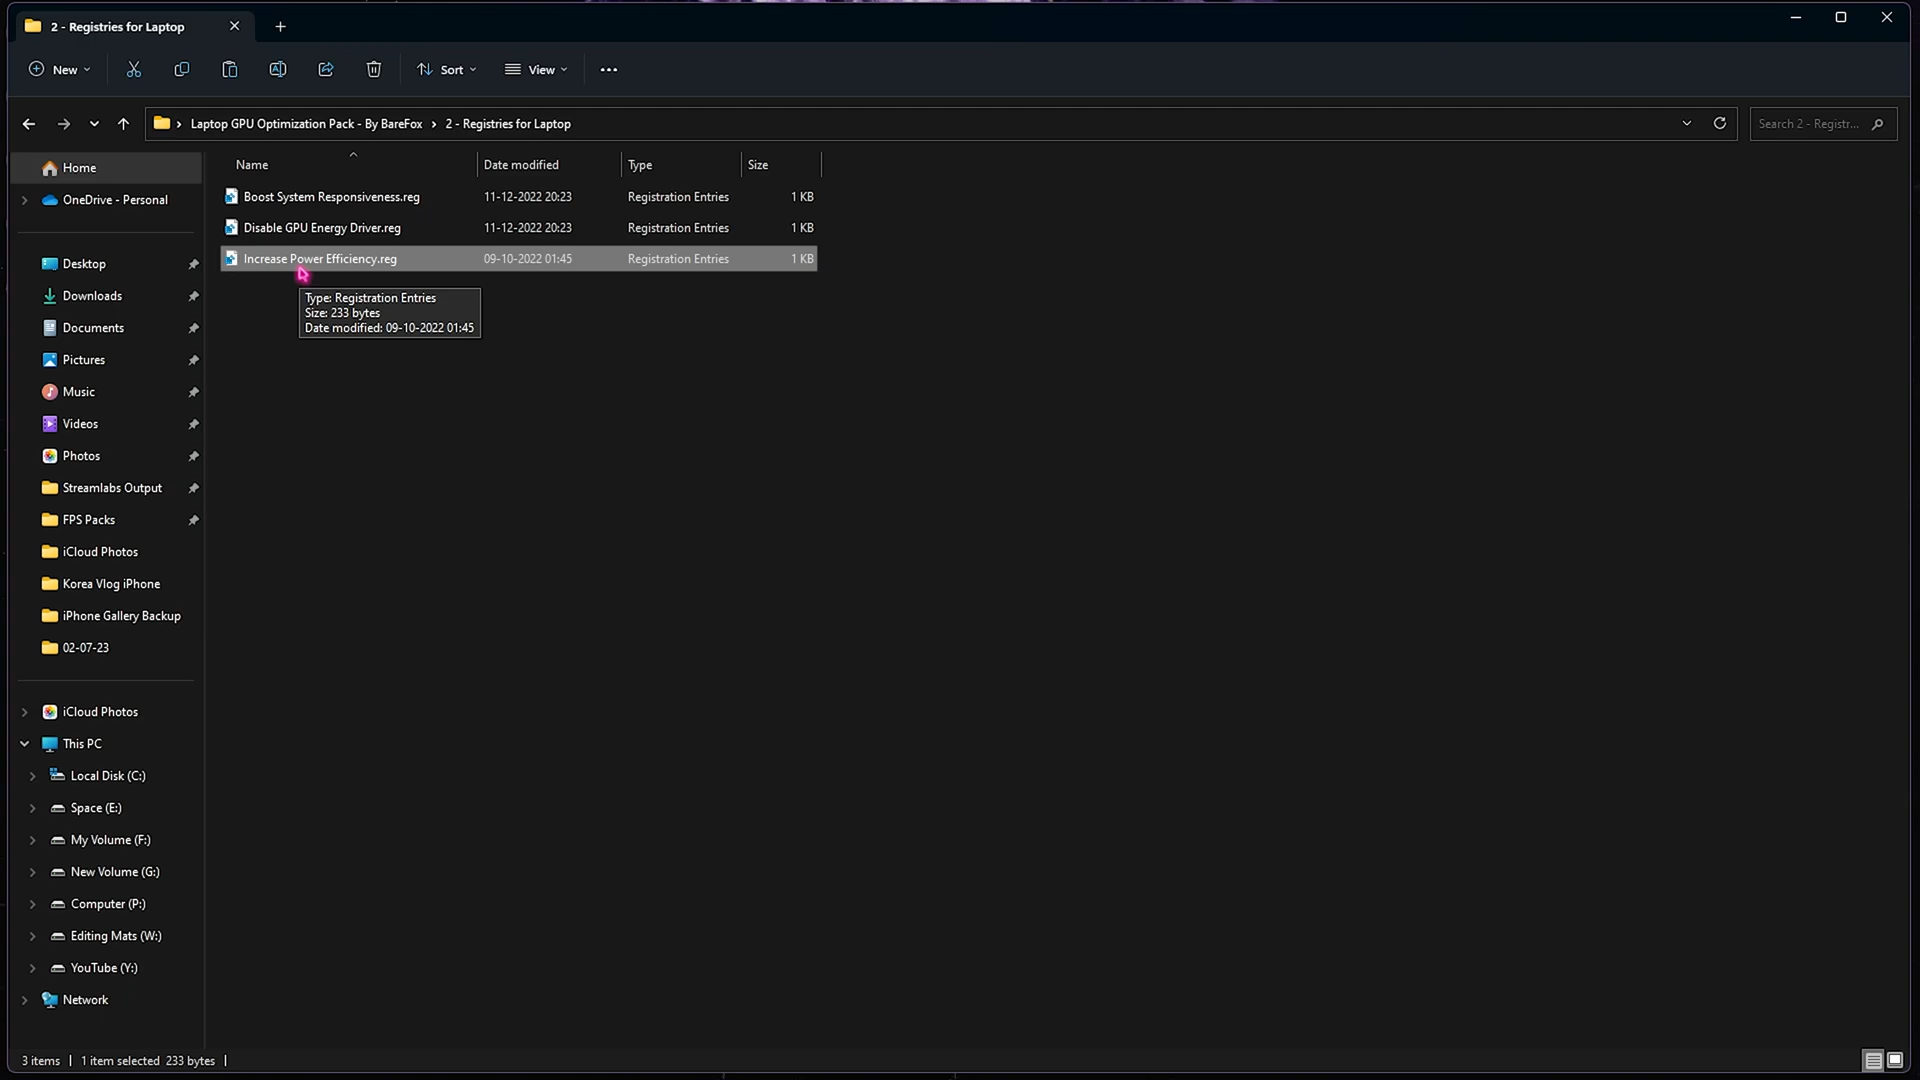 2 - Registries for Laptop
New
Sort
View
Laptop GPU Optimization Pack - By BareFox > 2 - Registries for Laptop
Search 2 - Registr...
Name Date modified Type Size
Boost System Responsiveness.reg 11-12-2022 20:23 Registration Entries 1 KB
Disable GPU Energy Driver.reg 11-12-2022 20:23 Registration Entries 1 KB
Increase Power Efficiency.reg 09-10-2022 01:45 Registration Entries 1 KB
Type: Registration Entries
Size: 233 bytes
Date modified: 09-10-2022 01:45
Home
OneDrive - Personal
Desktop
Downloads
Documents
Pictures
Music
Videos
Photos
Streamlabs Output
FPS Packs
iCloud Photos
Korea Vlog iPhone
iPhone Gallery Backup
02-07-23
iCloud Photos
This PC
Local Disk (C:)
Space (E:)
My Volume (F:)
New Volume (G:)
Computer (P:)
Editing Mats (W:)
YouTube (Y:)
Network
3 items | 1 item selected 233 bytes |